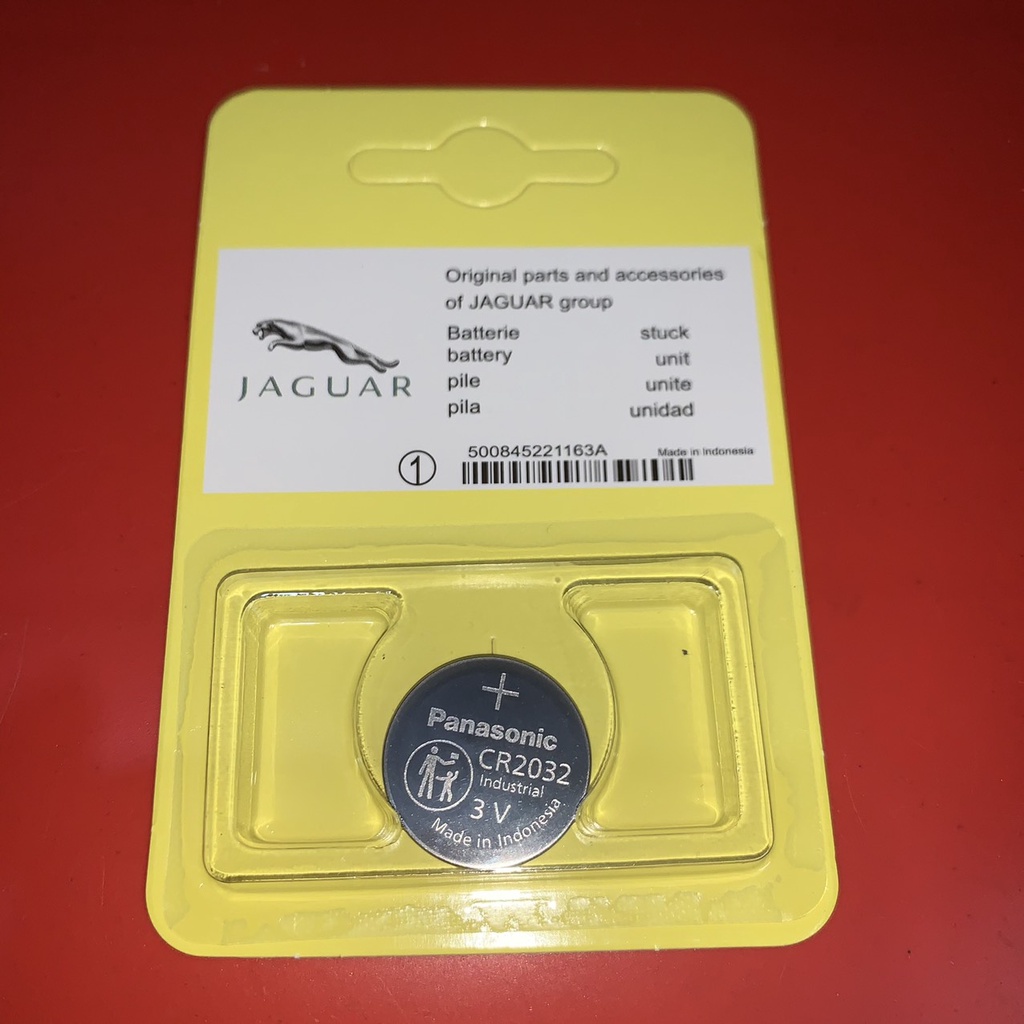 Original parts and accessories
of JAGUAR group
JAGUAR
Batterie stuck
battery unit
pile unite
pila unidad
1 500845221163A Made in Indonesia
+
Panasonic
CR2032
Industrial
3 V
Made in Indonesia